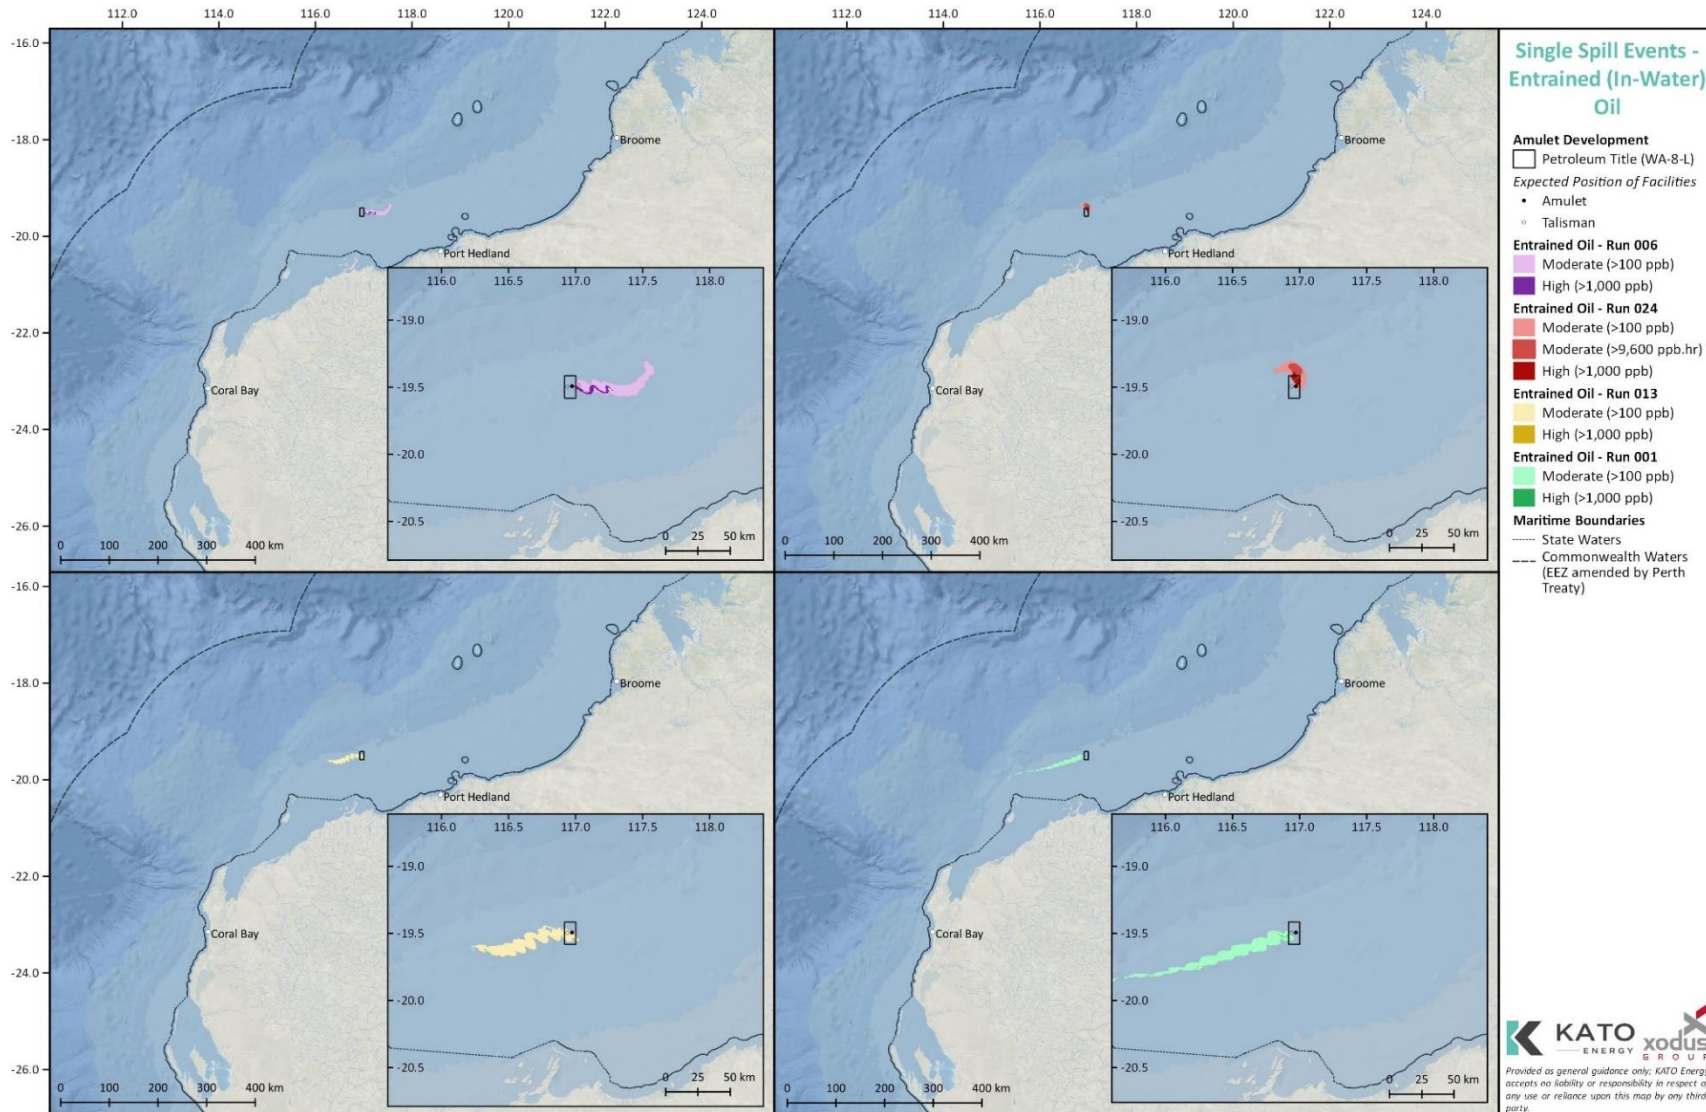 112.0 114.0 116.0 118.0 120.0 122.0 124.0 112.0 114.0 116.0 118.0 120.0 122.0 124.0
-16.0
-18.0
-20.0
-22.0
-24.0
-26.0
Broome
Port Hedland
Coral Bay
116.0 116.5 117.0 117.5 118.0
-19.0
-19.5
-20.0
-20.5
0 25 50 km
0 100 200 300 400 km
Broome
Port Hedland
Coral Bay
116.0 116.5 117.0 117.5 118.0
-19.0
-19.5
-20.0
-20.5
0 25 50 km
0 100 200 300 400 km
-16.0
-18.0
-20.0
-22.0
-24.0
-26.0
Broome
Port Hedland
Coral Bay
116.0 116.5 117.0 117.5 118.0
-19.0
-19.5
-20.0
-20.5
0 25 50 km
0 100 200 300 400 km
Broome
Port Hedland
Coral Bay
116.0 116.5 117.0 117.5 118.0
-19.0
-19.5
-20.0
-20.5
0 25 50 km
0 100 200 300 400 km
Single Spill Events -
Entrained (In-Water)
Oil
Amulet Development
Petroleum Title (WA-8-L)
Expected Position of Facilities
Amulet
Talisman
Entrained Oil - Run 006
Moderate (>100 ppb)
High (>1,000 ppb)
Entrained Oil - Run 024
Moderate (>100 ppb)
Moderate (>9,600 ppb.hr)
High (>1,000 ppb)
Entrained Oil - Run 013
Moderate (>100 ppb)
High (>1,000 ppb)
Entrained Oil - Run 001
Moderate (>100 ppb)
High (>1,000 ppb)
Maritime Boundaries
State Waters
Commonwealth Waters
(EEZ amended by Perth
Treaty)
KATO
ENERGY
xodus
GROUP
Provided as general guidance only; KATO Energy
accepts no liability or responsibility in respect of
any use or reliance upon this map by any third
party.